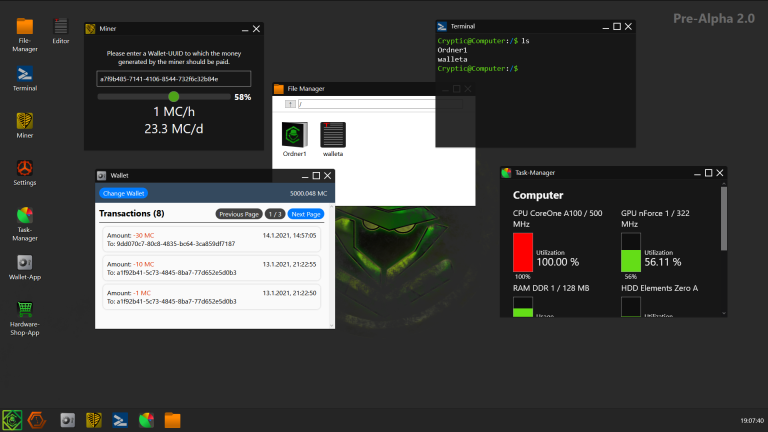 Pre-Alpha 2.0
File-
Manager
Editor
Terminal
Miner
Settings
Task-
Manager
Wallet-App
Hardware-
Shop-App
Miner
Please enter a Wallet-UUID to which the money
generated by the miner should be paid.
a7f9b485-7141-4106-8544-732f6c32b84e
58%
1 MC/h
23.3 MC/d
File Manager
↑ /
Ordner1
walleta
Terminal
Cryptic@Computer:/$ ls
Ordner1
walleta
Cryptic@Computer:/$
Wallet
Change Wallet 5000.048 MC
Transactions (8) Previous Page 1 / 3 Next Page
Amount: -30 MC 14.1.2021, 14:57:05
To: 9dd070c7-80c8-4835-bc64-3ca859df7187
Amount: -10 MC 13.1.2021, 21:22:55
To: a1f92b41-5c73-4845-8ba7-77d652e5d0b3
Amount: -1 MC 13.1.2021, 21:22:50
To: a1f92b41-5c73-4845-8ba7-77d652e5d0b3
Task-Manager
Computer
CPU CoreOne A100 / 500
MHz
Utilization
100.00 %
100%
GPU nForce 1 / 322
MHz
Utilization
56.11 %
56%
RAM DDR 1 / 128 MB
Usage
HDD Elements Zero A
Utilization
19:07:40